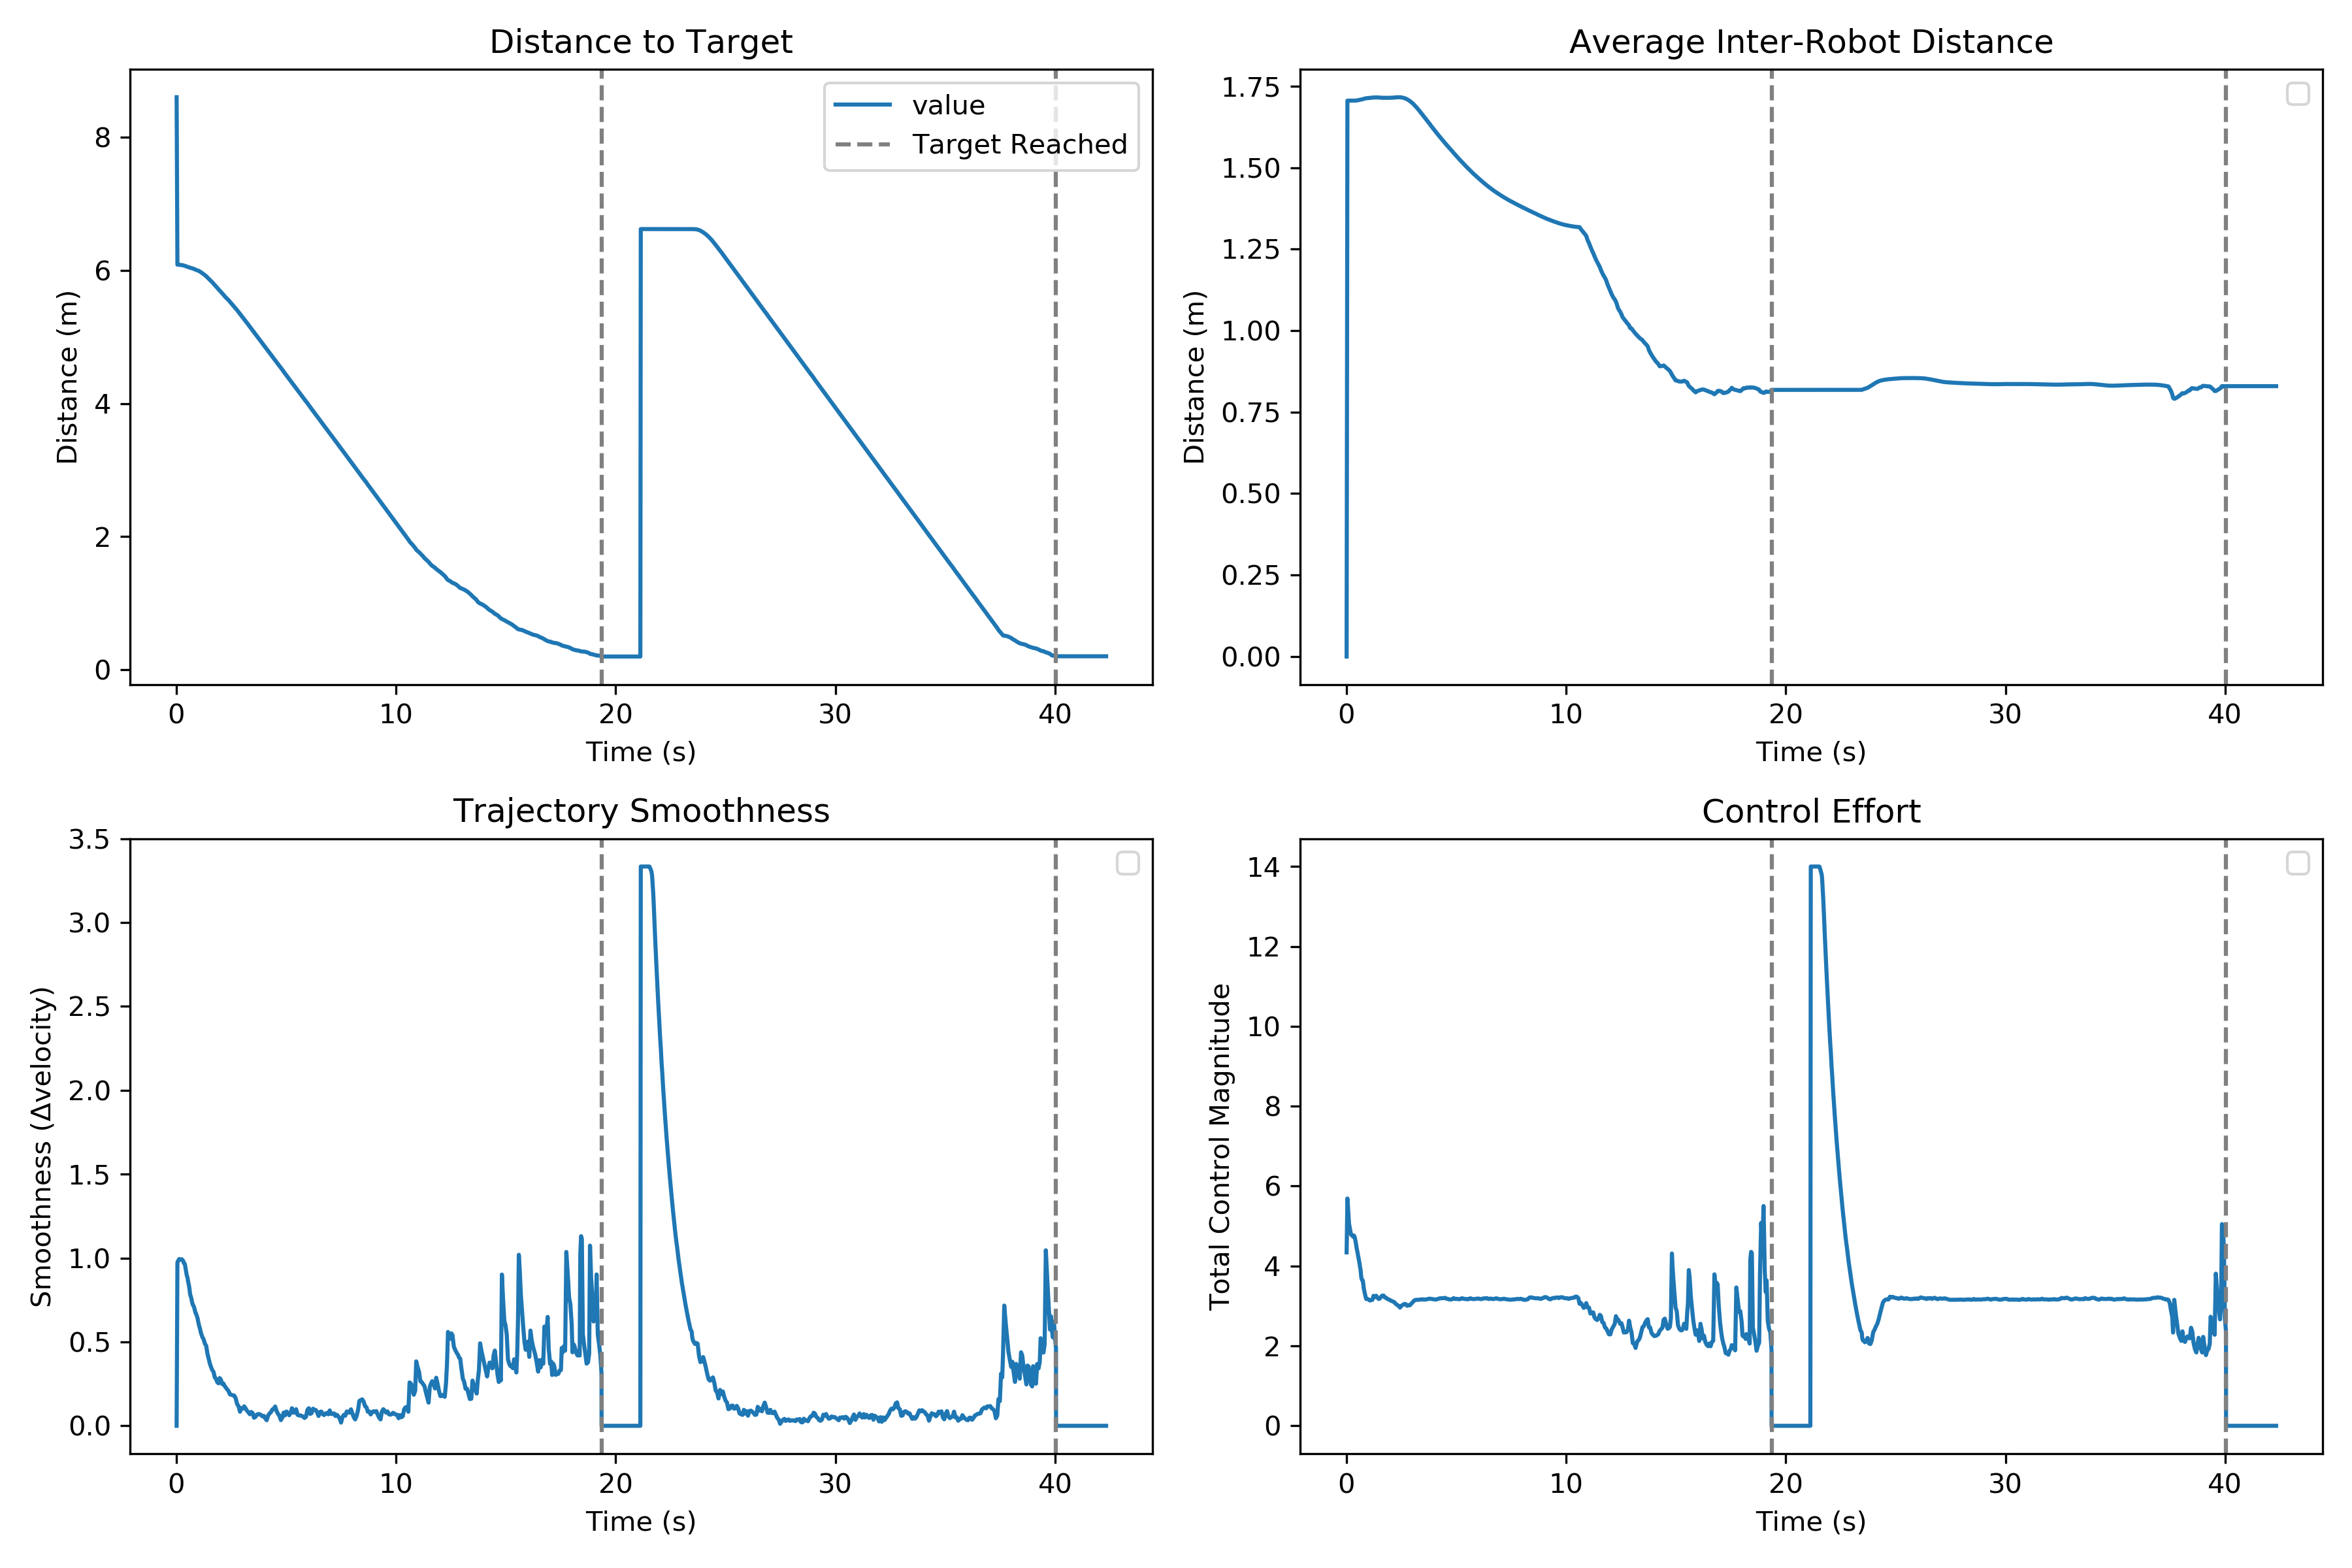 Distance to Target
Distance (m)
8
6
4
2
0
value
Target Reached
0 10 20 30 40
Time (s)
Average Inter-Robot Distance
Distance (m)
1.75
1.50
1.25
1.00
0.75
0.50
0.25
0.00
0 10 20 30 40
Time (s)
Trajectory Smoothness
Smoothness (Δvelocity)
3.5
3.0
2.5
2.0
1.5
1.0
0.5
0.0
0 10 20 30 40
Time (s)
Control Effort
Total Control Magnitude
14
12
10
8
6
4
2
0
0 10 20 30 40
Time (s)